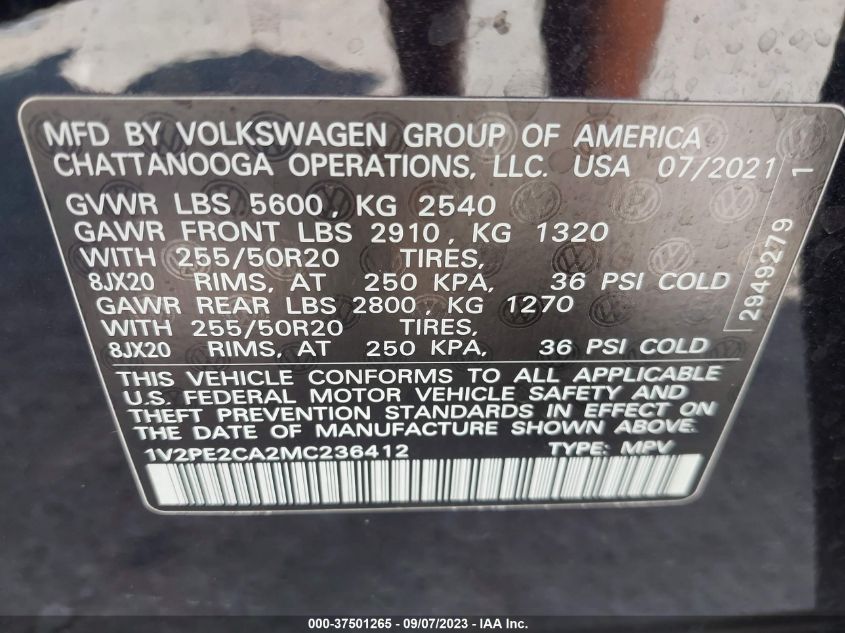 MFD BY VOLKSWAGEN GROUP OF AMERICA
CHATTANOOGA OPERATIONS, LLC. USA 07/2021
GVWR LBS 5600, KG 2540
GAWR FRONT LBS 2910, KG 1320
WITH 255/50R20 TIRES,
8JX20 RIMS, AT 250 KPA, 36 PSI COLD
GAWR REAR LBS 2800, KG 1270
WITH 255/50R20 TIRES,
8JX20 RIMS, AT 250 KPA, 36 PSI COLD
THIS VEHICLE CONFORMS TO ALL APPLICABLE
U.S. FEDERAL MOTOR VEHICLE SAFETY AND
THEFT PREVENTION STANDARDS IN EFFECT ON
THE DATE OF MANUFACTURE SHOWN ABOVE.
1V2PE2CA2MC236412 TYPE: MPV
2949279 1
000-37501265 - 09/07/2023 - IAA Inc.